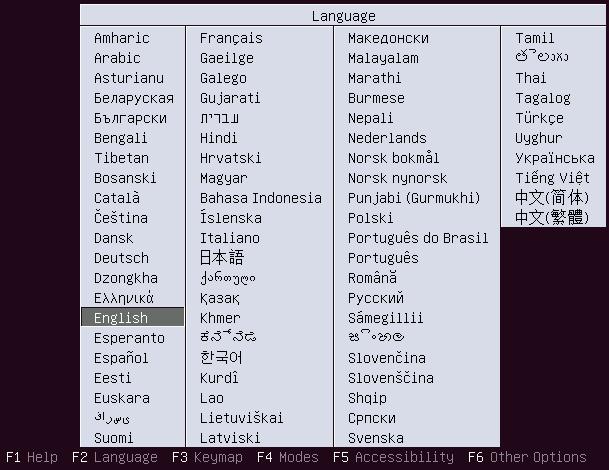 Language
Amharic
Arabic
Asturianu
Беларуская
Български
Bengali
Tibetan
Bosanski
Català
Čeština
Dansk
Deutsch
Dzongkha
Ελληνικά
English
Esperanto
Español
Eesti
Euskara
فارسی
Suomi
Français
Gaeilge
Galego
Gujarati
עברית
Hindi
Hrvatski
Magyar
Bahasa Indonesia
Íslenska
Italiano
日本語
ქართული
Қазақ
Khmer
ಕನ್ನಡ
한국어
Kurdî
Lao
Lietuviškai
Latviski
Македонски
Malayalam
Marathi
Burmese
Nepali
Nederlands
Norsk bokmål
Norsk nynorsk
Punjabi (Gurmukhi)
Polski
Português do Brasil
Português
Română
Русский
Sámegillii
සිංහල
Slovenčina
Slovenščina
Shqip
Српски
Svenska
Tamil
తెలుగు
Thai
Tagalog
Türkçe
Uyghur
Українська
Tiếng Việt
中文(简体)
中文(繁體)
F1 Help F2 Language F3 Keymap F4 Modes F5 Accessibility F6 Other Options